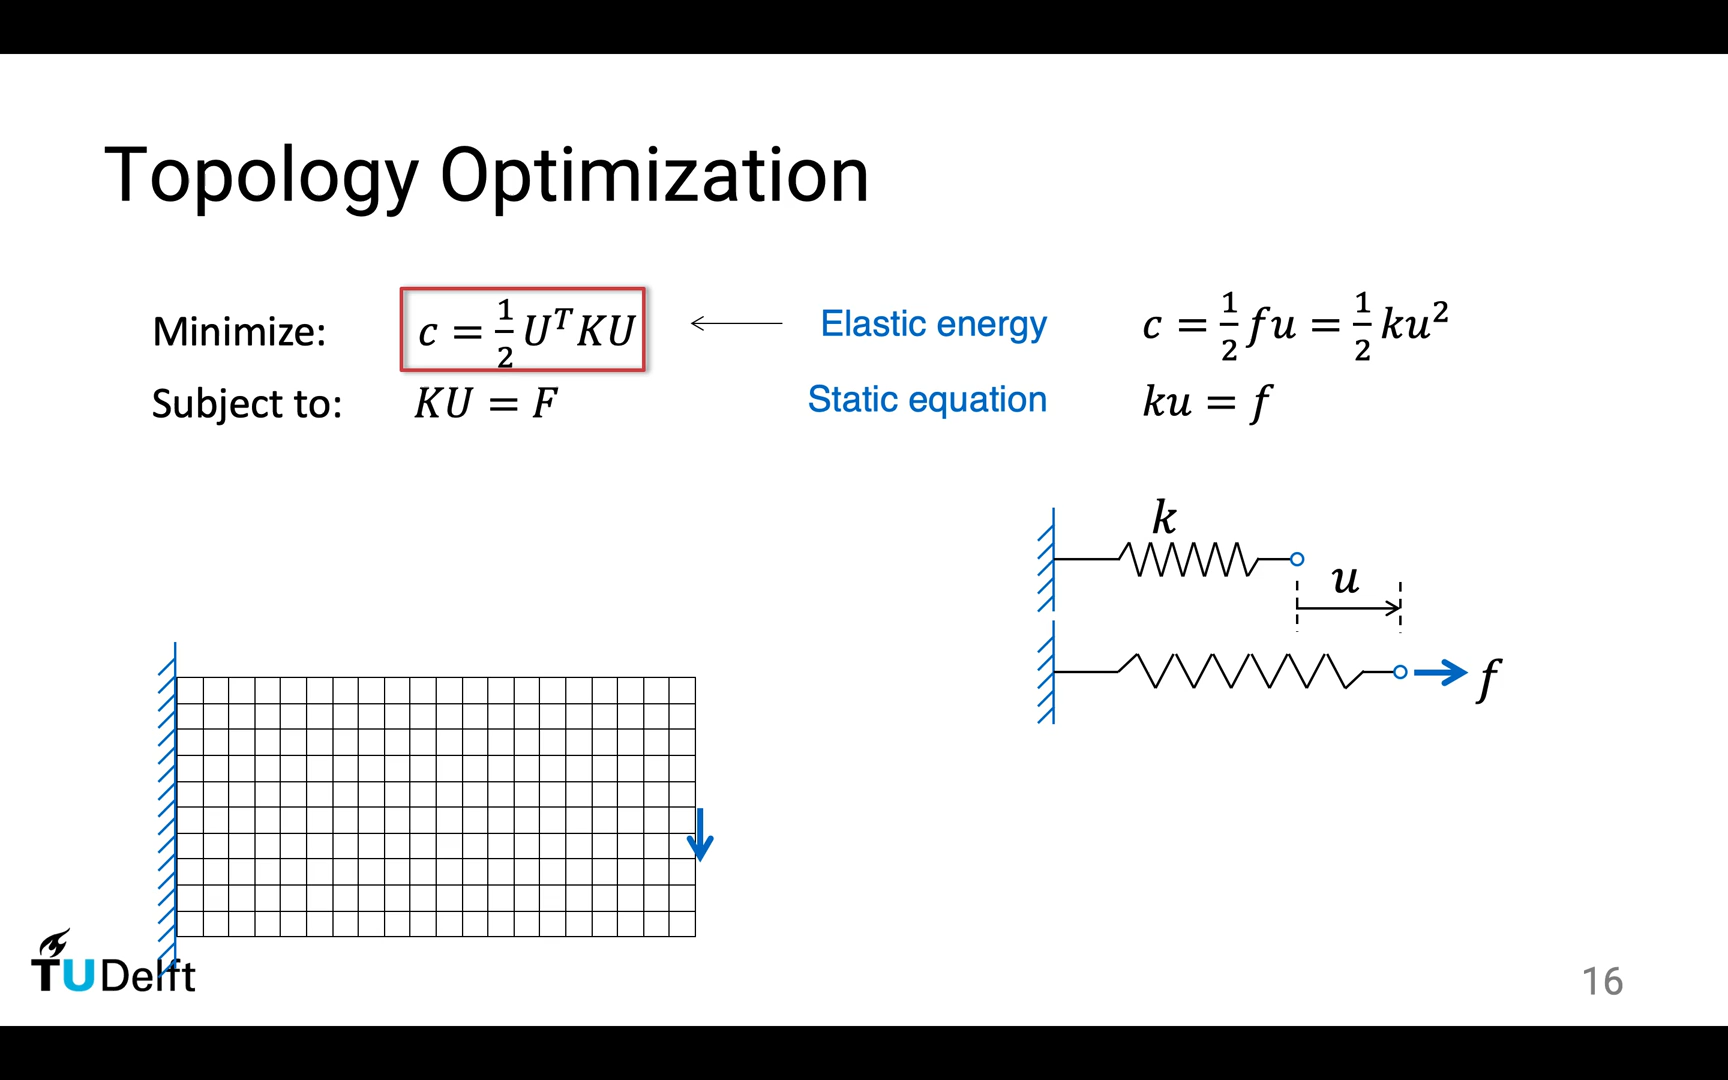 Topology Optimization
Minimize: c = 1/2 UᵀKU Elastic energy c = 1/2 fu = 1/2 ku²
Subject to: KU = F Static equation ku = f
k
u
f
TUDelft
16